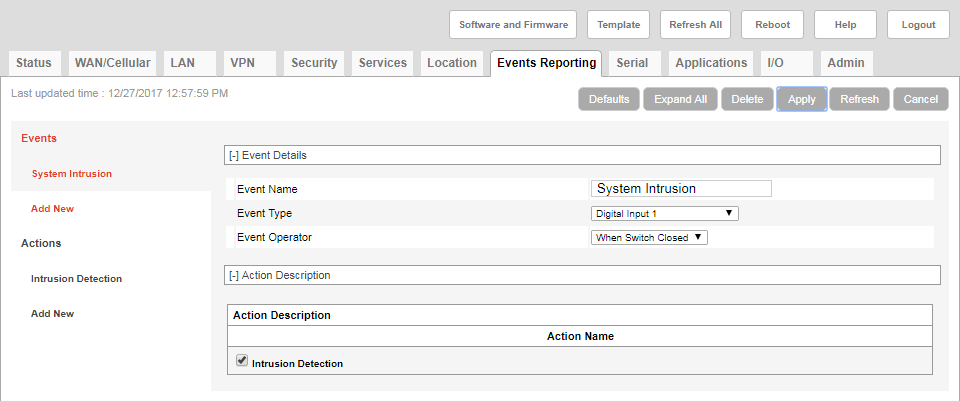 Software and Firmware Template Refresh All Reboot Help Logout
Status WAN/Cellular LAN VPN Security Services Location Events Reporting Serial Applications I/O Admin
Last updated time : 12/27/2017 12:57:59 PM
Defaults Expand All Delete Apply Refresh Cancel
Events
System Intrusion
Add New
Actions
Intrusion Detection
Add New
[-] Event Details
Event Name System Intrusion
Event Type Digital Input 1
Event Operator When Switch Closed
[-] Action Description
Action Description
Action Name
Intrusion Detection